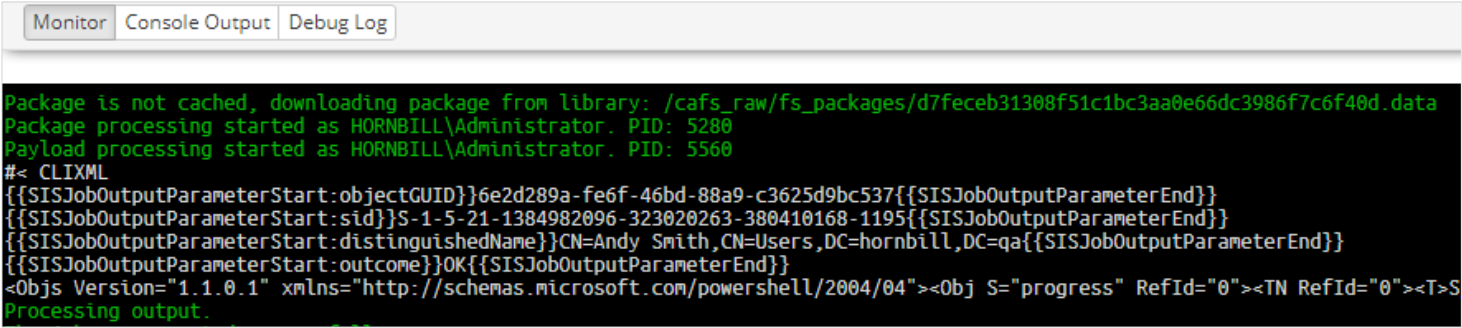 Monitor Console Output Debug Log
Package is not cached, downloading package from library: /cafs_raw/fs_packages/d7feceb31308f51c1bc3aa0e66dc3986f7c6f40d.data
Package processing started as HORNBILL\Administrator. PID: 5280
Payload processing started as HORNBILL\Administrator. PID: 5560
#< CLIXML
{{SISJobOutputParameterStart:objectGUID}}6e2d289a-fe6f-46bd-88a9-c3625d9bc537{{SISJobOutputParameterEnd}}
{{SISJobOutputParameterStart:sid}}S-1-5-21-1384982096-323020263-380410168-1195{{SISJobOutputParameterEnd}}
{{SISJobOutputParameterStart:distinguishedName}}CN=Andy Smith,CN=Users,DC=hornbill,DC=qa{{SISJobOutputParameterEnd}}
{{SISJobOutputParameterStart:outcome}}OK{{SISJobOutputParameterEnd}}
<Objs Version="1.1.0.1" xmlns="http://schemas.microsoft.com/powershell/2004/04"><Obj S="progress" RefId="0"><TN RefId="0"><T>S
Processing output.